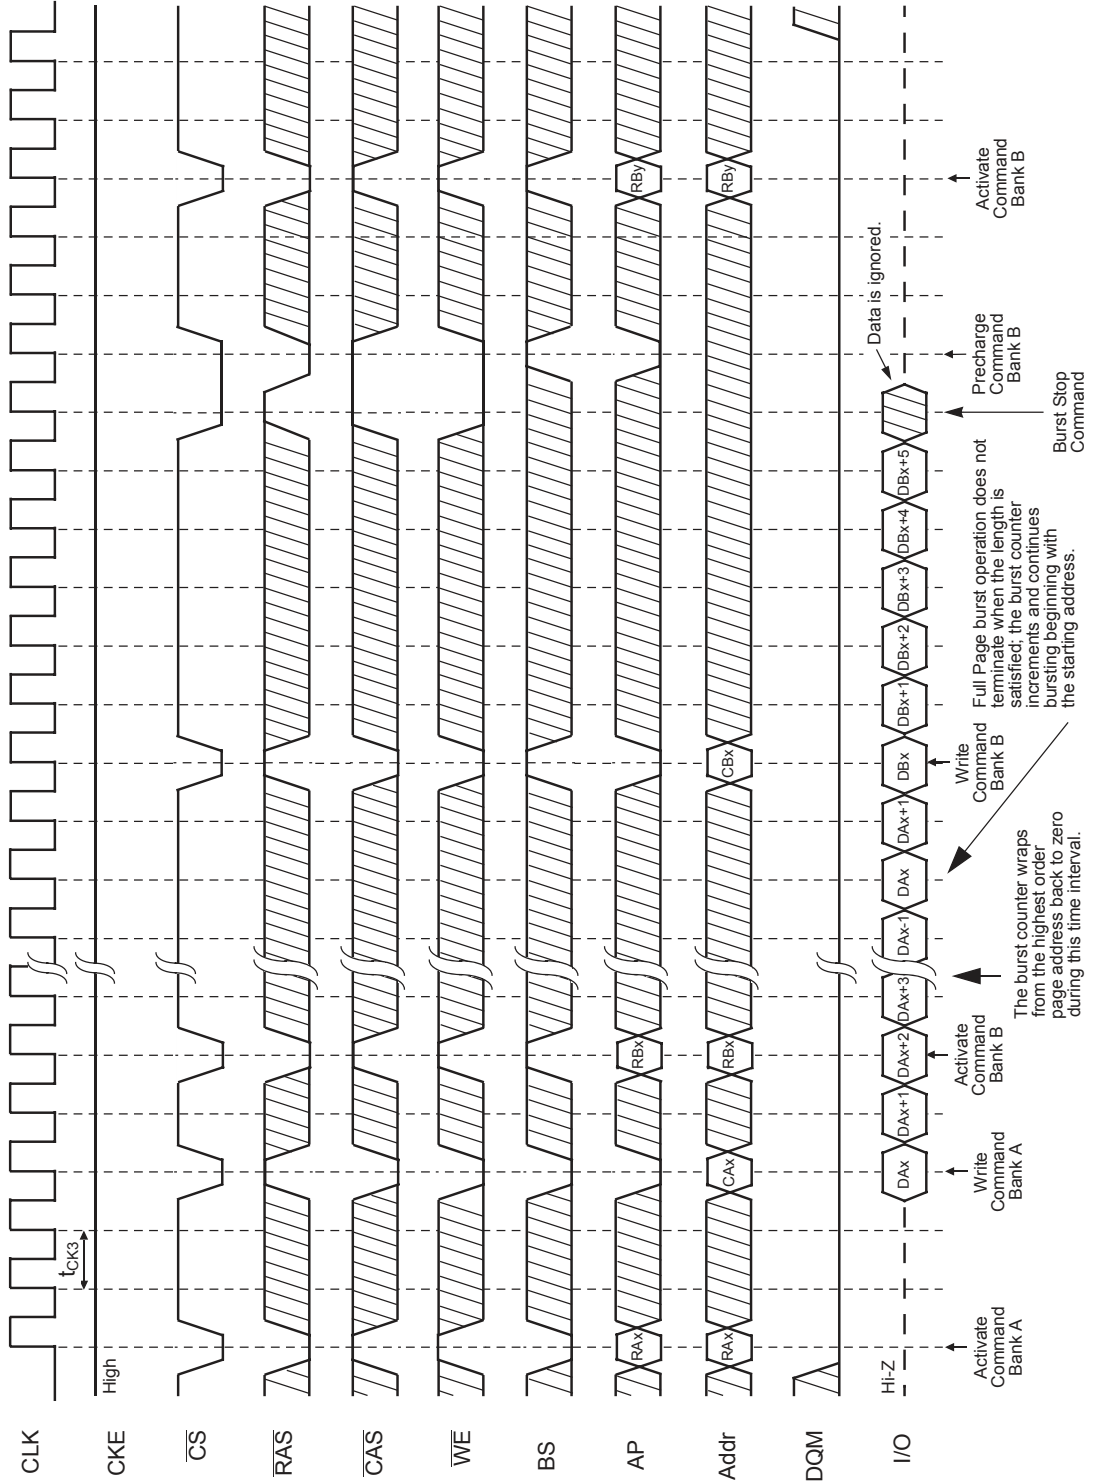 CLK
CKE
CS
RAS
CAS
WE
BS
AP
Addr
DQM
I/O
tCK3
High
Hi-Z
RAx
RBx
RBy
RAx
CAx
RBx
CBx
RBy
DAx
DAx+1
DAx+2
DAx+3
DAx-1
DAx
DAx+1
DBx
DBx+1
DBx+2
DBx+3
DBx+4
DBx+5
Data is ignored.
Activate
Command
Bank A
Write
Command
Bank A
Activate
Command
Bank B
The burst counter wraps
from the highest order
page address back to zero
during this time interval.
Write
Command
Bank B
Full Page burst operation does not
terminate when the length is
satisfied; the burst counter
increments and continues
bursting beginning with
the starting address.
Burst Stop
Command
Precharge
Command
Bank B
Activate
Command
Bank B